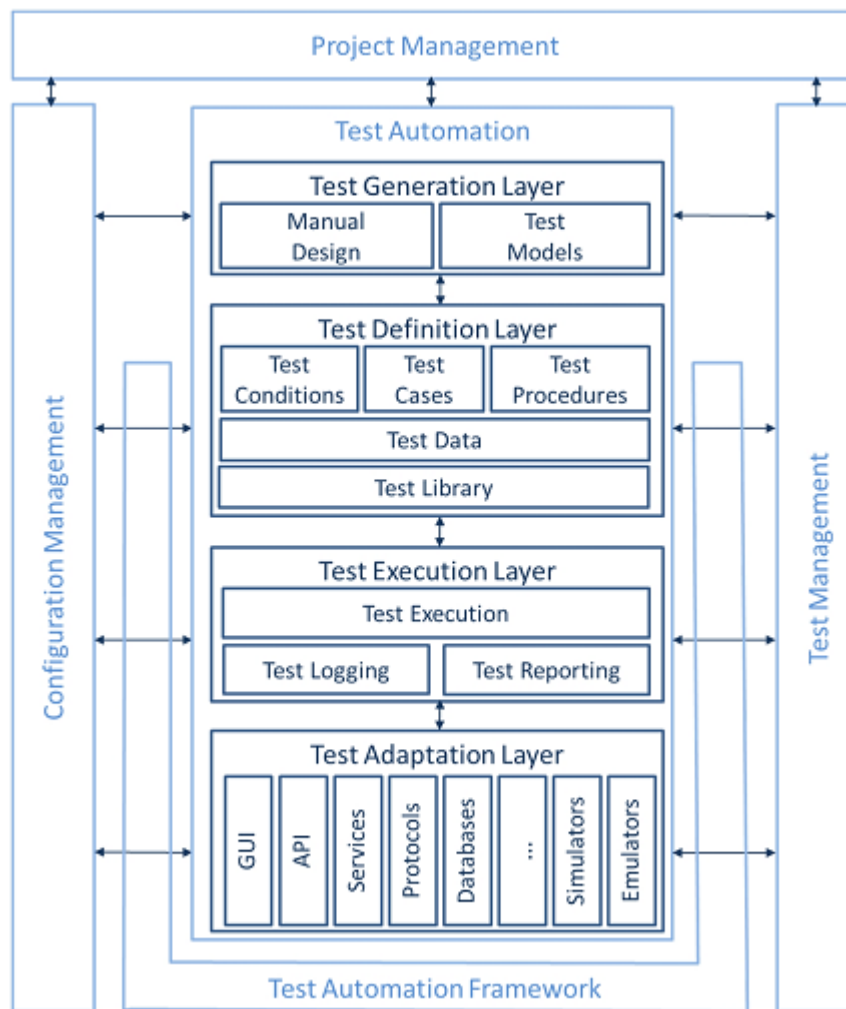 Project Management
Configuration Management
Test Automation
Test Generation Layer
Manual
Design
Test
Models
Test Definition Layer
Test
Conditions
Test
Cases
Test
Procedures
Test Data
Test Library
Test Execution Layer
Test Execution
Test Logging
Test Reporting
Test Adaptation Layer
GUI
API
Services
Protocols
Databases
...
Simulators
Emulators
Test Management
Test Automation Framework